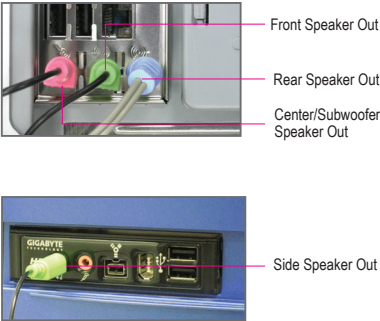 Front Speaker Out
Rear Speaker Out
Center/Subwoofer
Speaker Out
GIGABYTE
TECHNOLOGY
Side Speaker Out